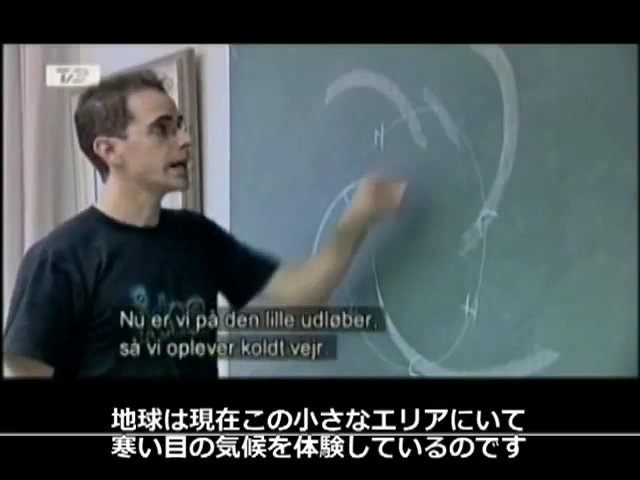 TV2
Nu er vi på den lille udløber,
så vi oplever koldt vejr.
地球は現在この小さなエリアにいて
寒い目の気候を体験しているのです